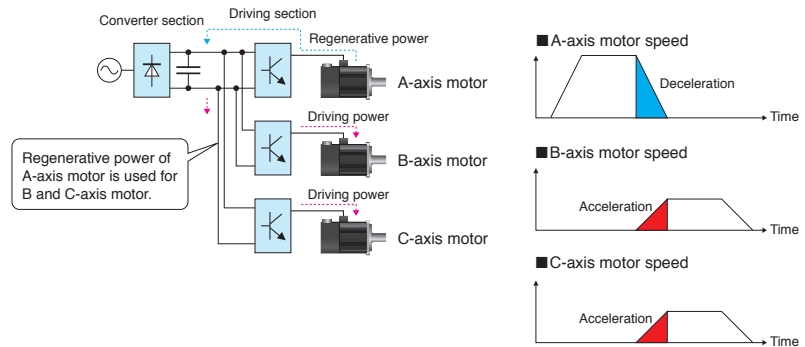 Converter section
Driving section
Regenerative power
A-axis motor
Driving power
B-axis motor
Regenerative power of
A-axis motor is used for
B and C-axis motor.
Driving power
C-axis motor
■A-axis motor speed
Deceleration
Time
■B-axis motor speed
Acceleration
Time
■C-axis motor speed
Acceleration
Time